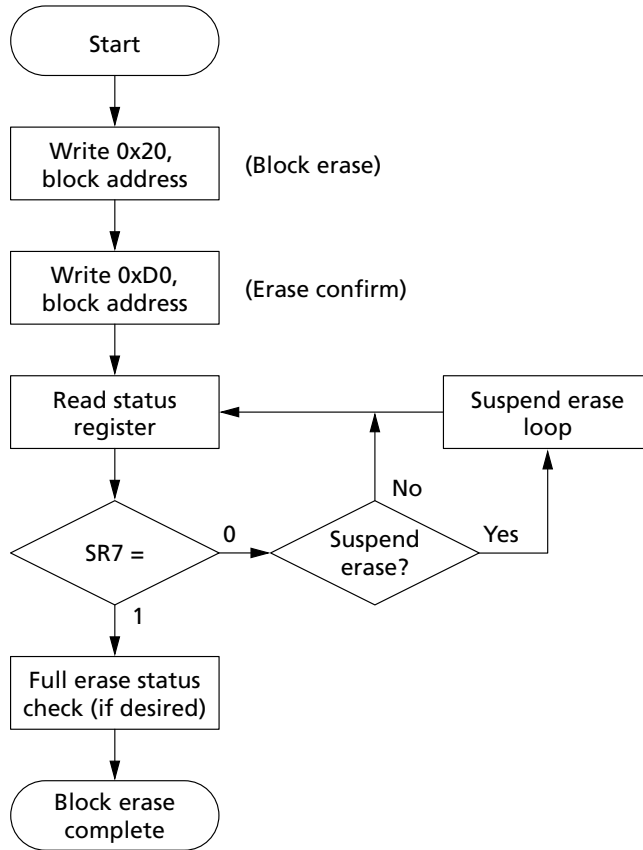 Start
Write 0x20,
block address
(Block erase)
Write 0xD0,
block address
(Erase confirm)
Read status
register
Suspend erase
loop
No
SR7 =
0
Suspend
erase?
Yes
1
Full erase status
check (if desired)
Block erase
complete